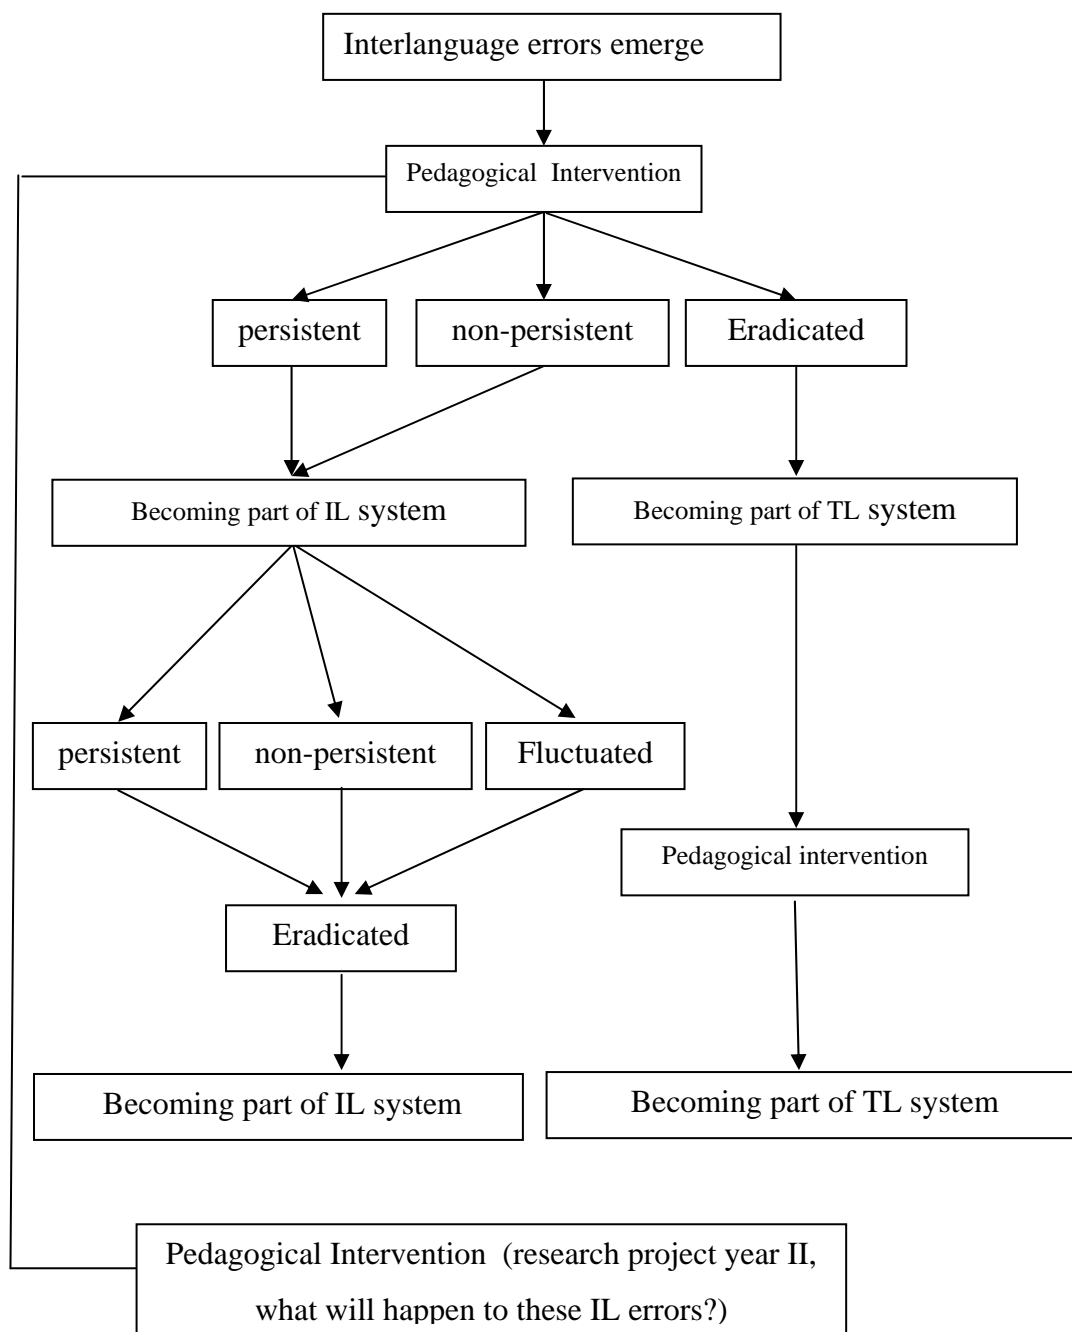 Interlanguage errors emerge
Pedagogical Intervention
persistent
non-persistent
Eradicated
Becoming part of IL system
Becoming part of TL system
persistent
non-persistent
Fluctuated
Pedagogical intervention
Eradicated
Becoming part of IL system
Becoming part of TL system
Pedagogical Intervention (research project year II,
what will happen to these IL errors?)